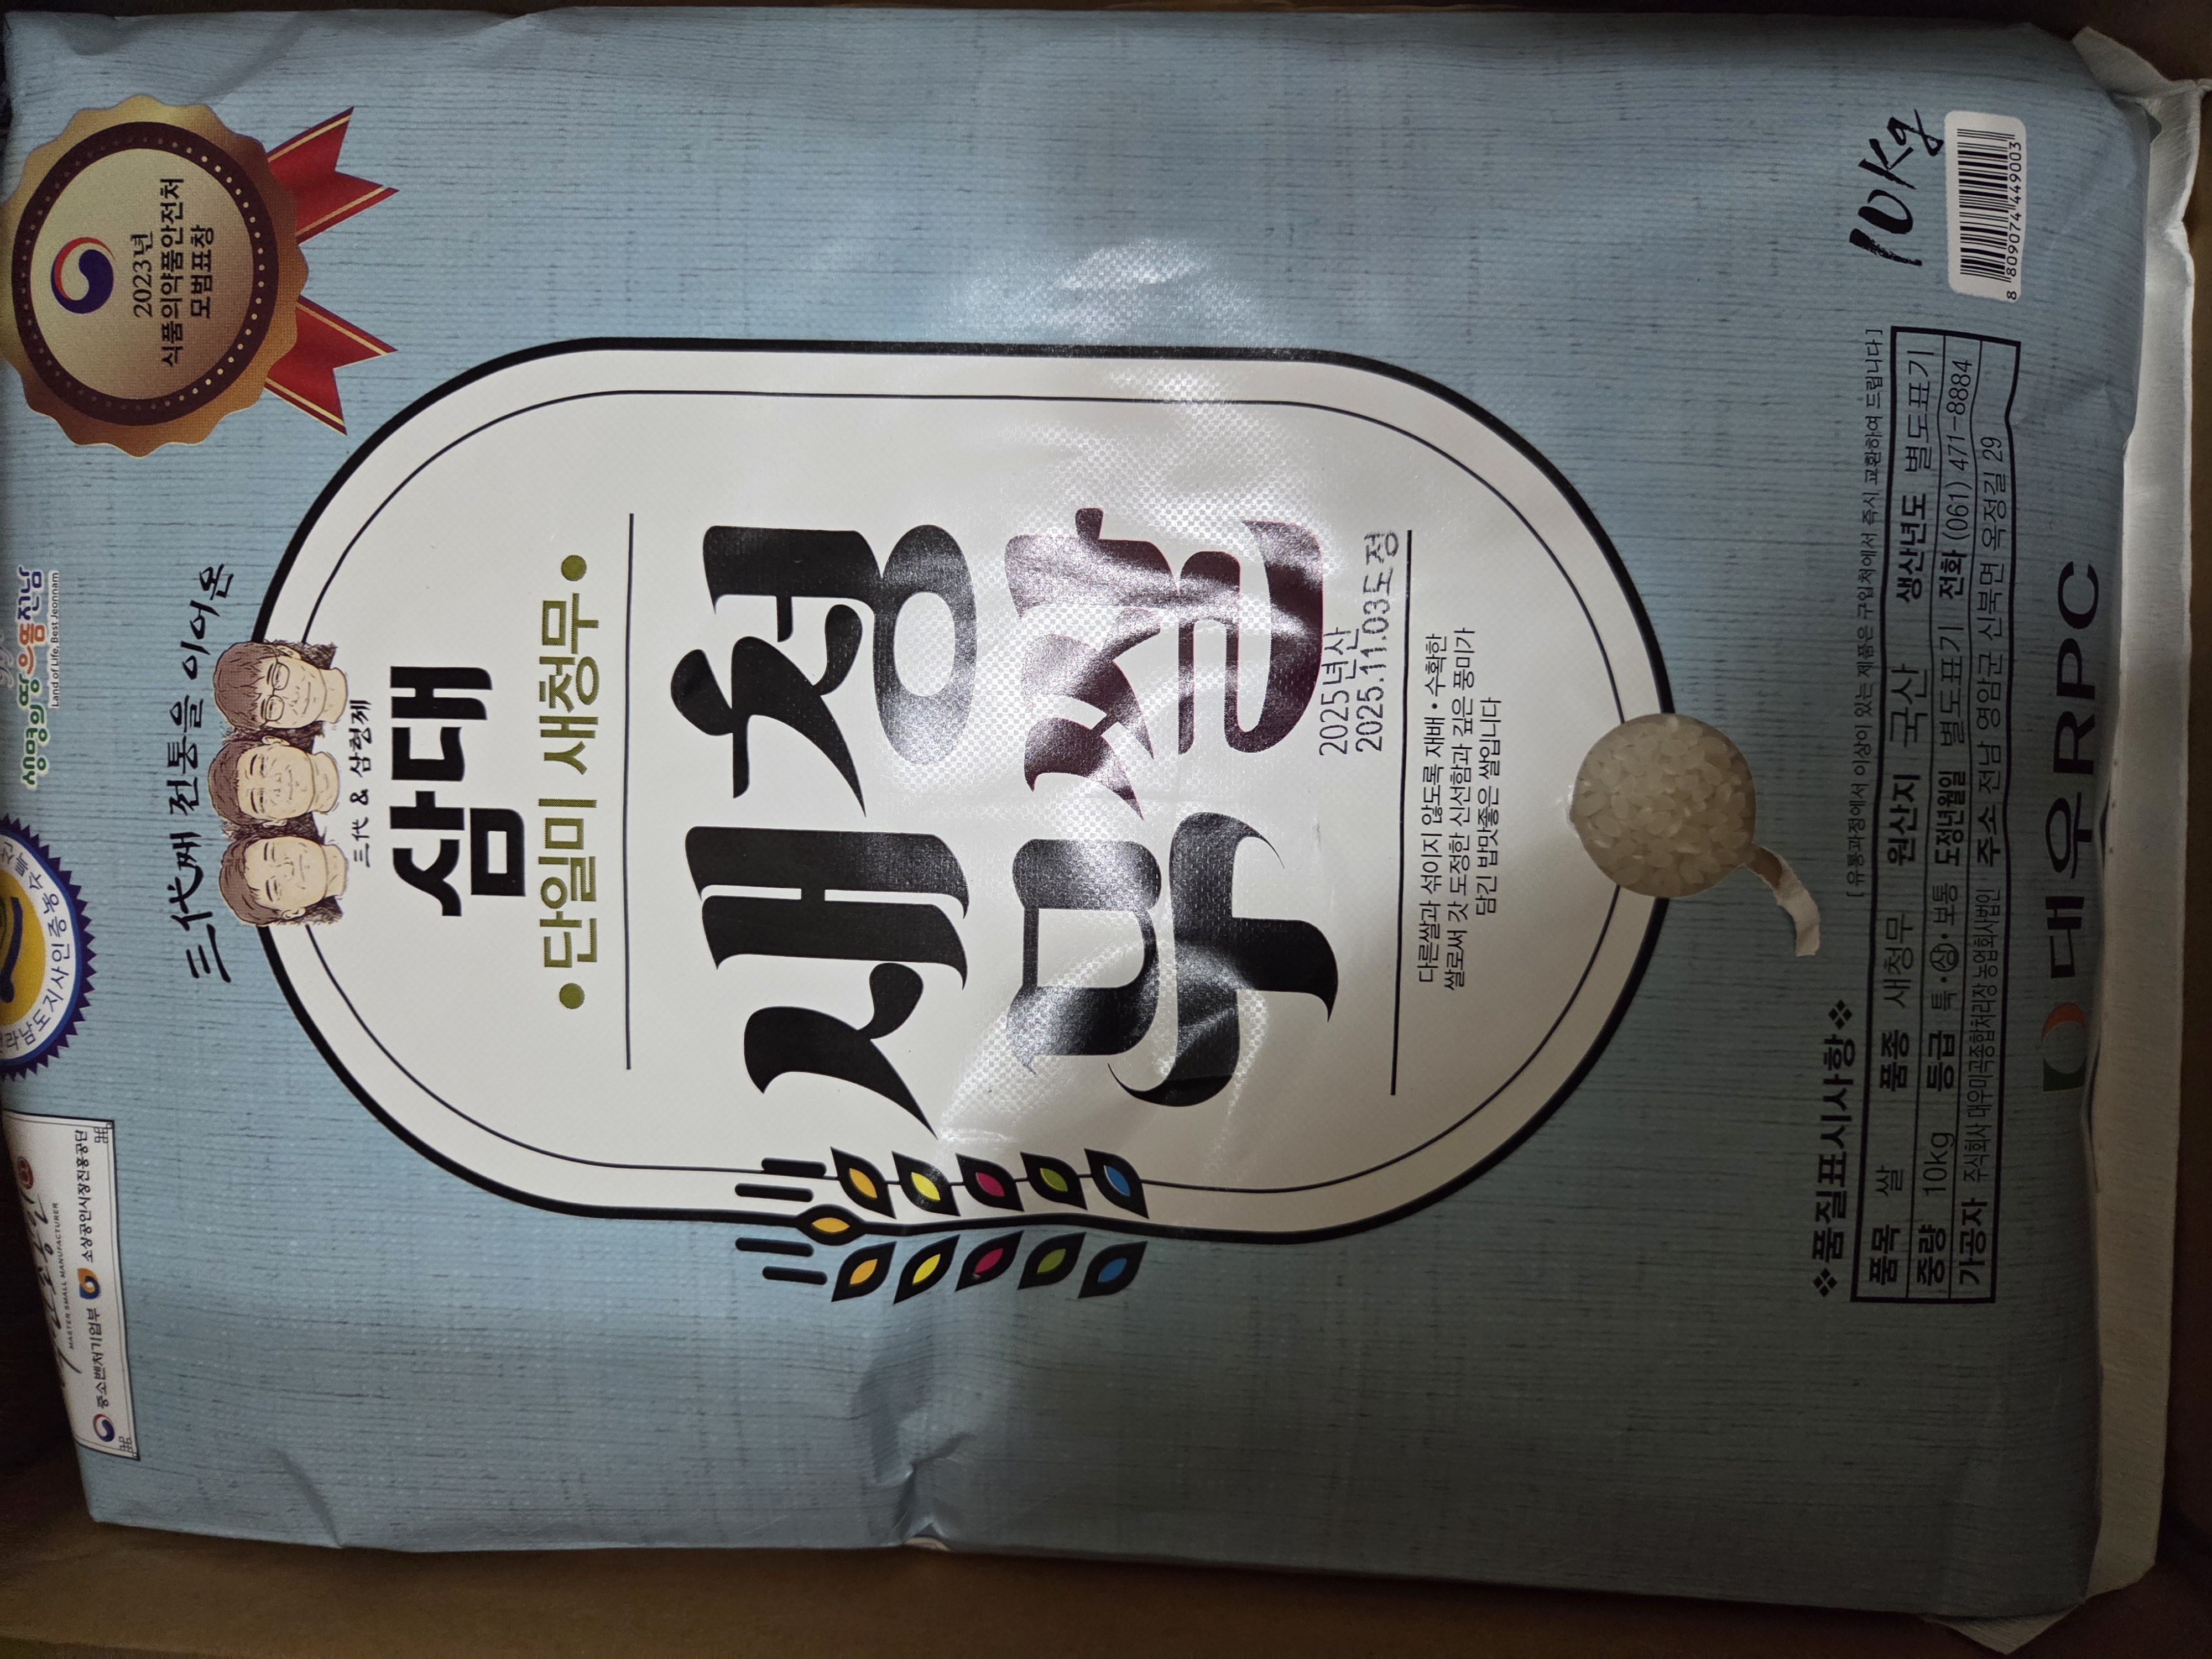 생명의땅 으뜸전남
Land of Life, Best Jeonnam
2023년
식품의약품안전처
모범표창
MASTER SMALL MANUFACTURER
중소벤처기업부 소상공인시장진흥공단
三代째 전통을 이어온
三代 & 삼형제
삼대
• 단일미 새청무 •
새청
무쌀
2025년산
2025.11.03도정
다른쌀과 섞이지 않도록 재배 • 수확한
쌀로써 갓 도정한 신선함과 깊은 풍미가
담긴 밥맛좋은 쌀입니다
10kg
8 809074 449003
❖품질표시사항❖
[ 유통과정에서 이상이 있는 제품은 구입처에서 즉시 교환하여 드립니다 ]
품목 쌀 품종 새청무 원산지 국산 생산년도 별도표기
중량 10kg 등급 특 · 상 · 보통 도정년월일 별도표기 전화 (061) 471-8884
가공자 주식회사 대우미곡종합처리장 농업회사법인 주소 전남 영암군 신북면 옥정길 29
대우RPC